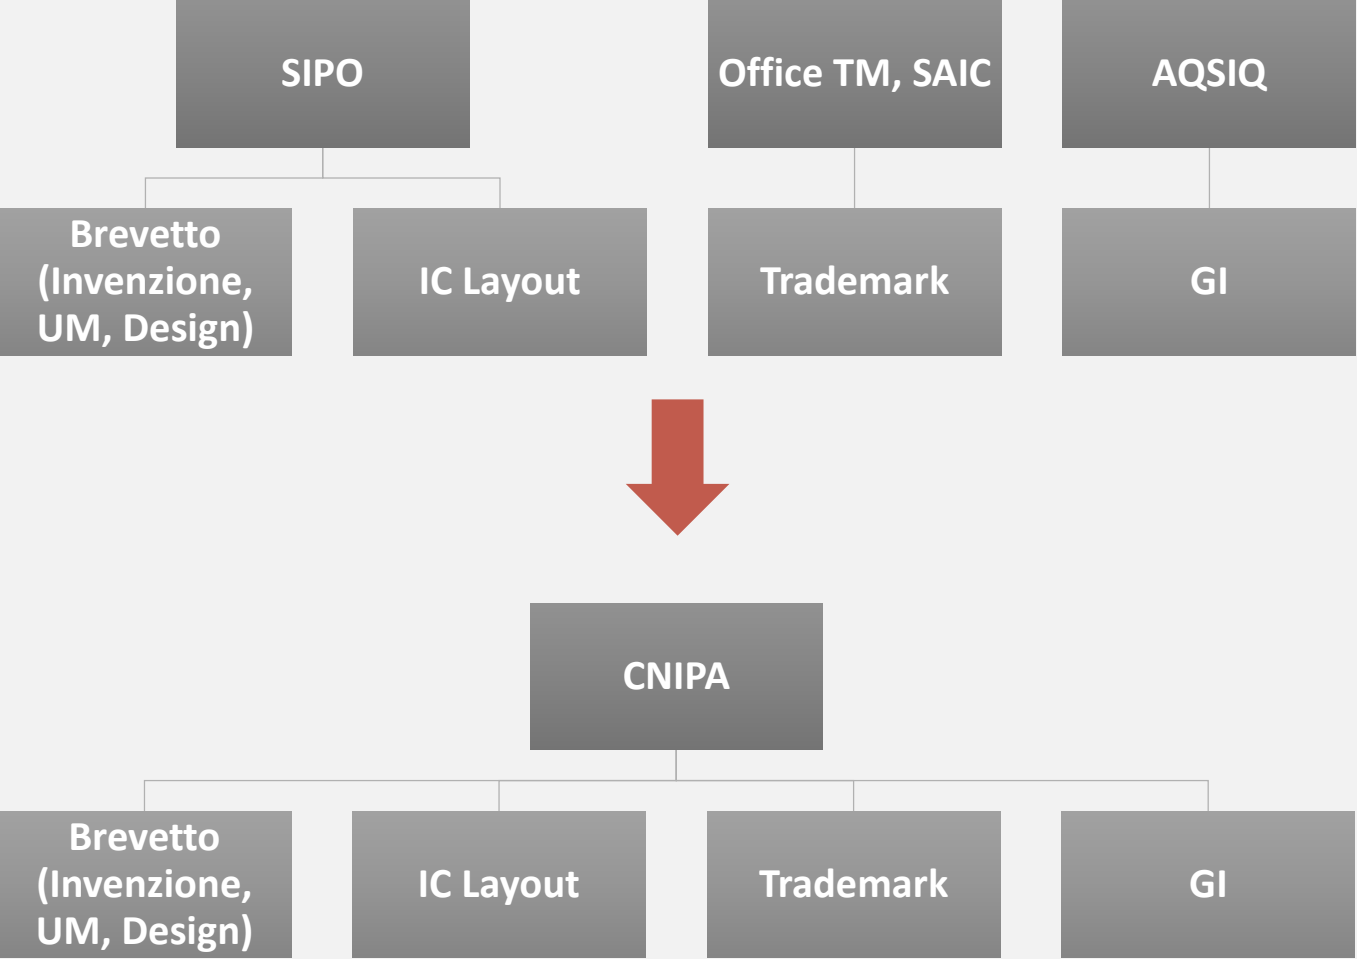 SIPO
Office TM, SAIC
AQSIQ
Brevetto
(Invenzione,
UM, Design)
IC Layout
Trademark
GI
CNIPA
Brevetto
(Invenzione,
UM, Design)
IC Layout
Trademark
GI